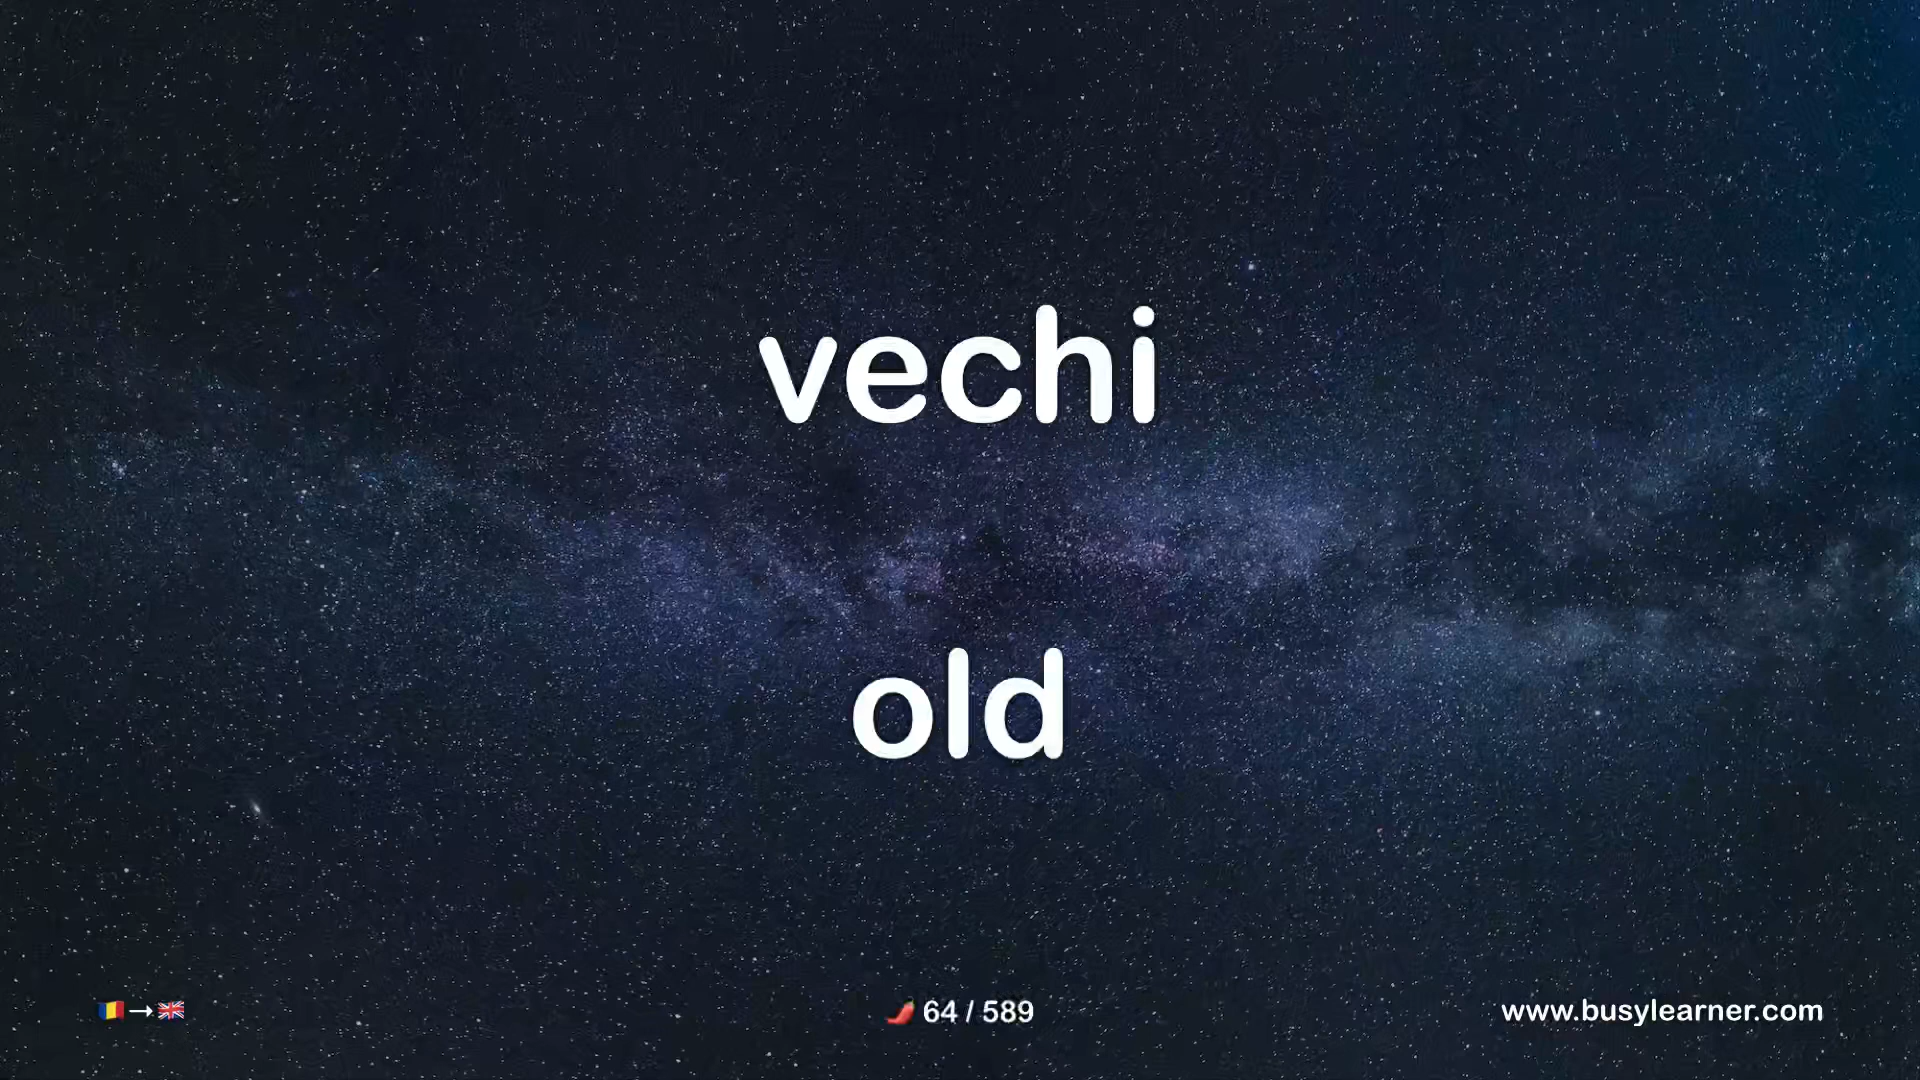 vechi
old
🇷🇴→🇬🇧
🌶️ 64 / 589
www.busylearner.com